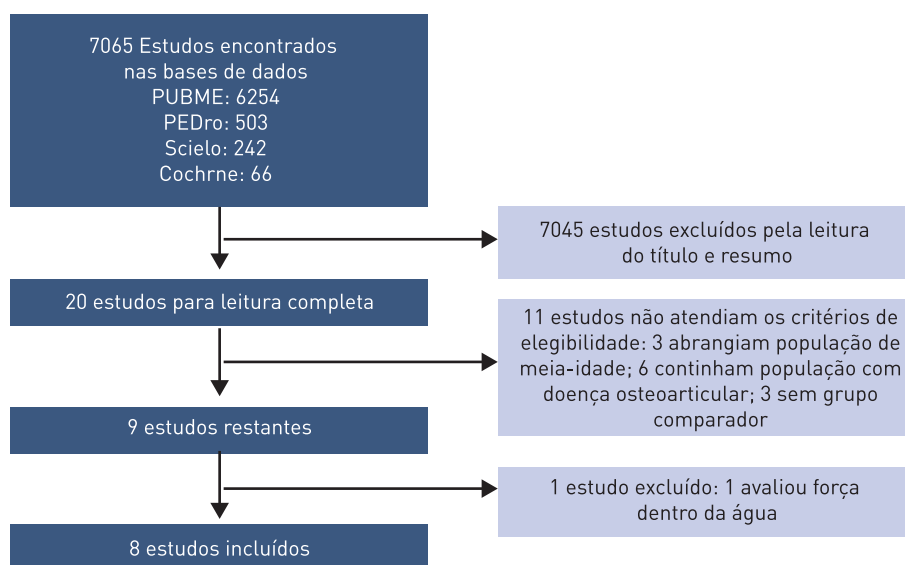 7065 Estudos encontrados
nas bases de dados
PUBME: 6254
PEDro: 503
Scielo: 242
Cochrne: 66
7045 estudos excluídos pela leitura
do título e resumo
20 estudos para leitura completa
11 estudos não atendiam os critérios de
elegibilidade: 3 abrangiam população de
meia-idade; 6 continham população com
doença osteoarticular; 3 sem grupo
comparador
9 estudos restantes
1 estudo excluído: 1 avaliou força
dentro da água
8 estudos incluídos